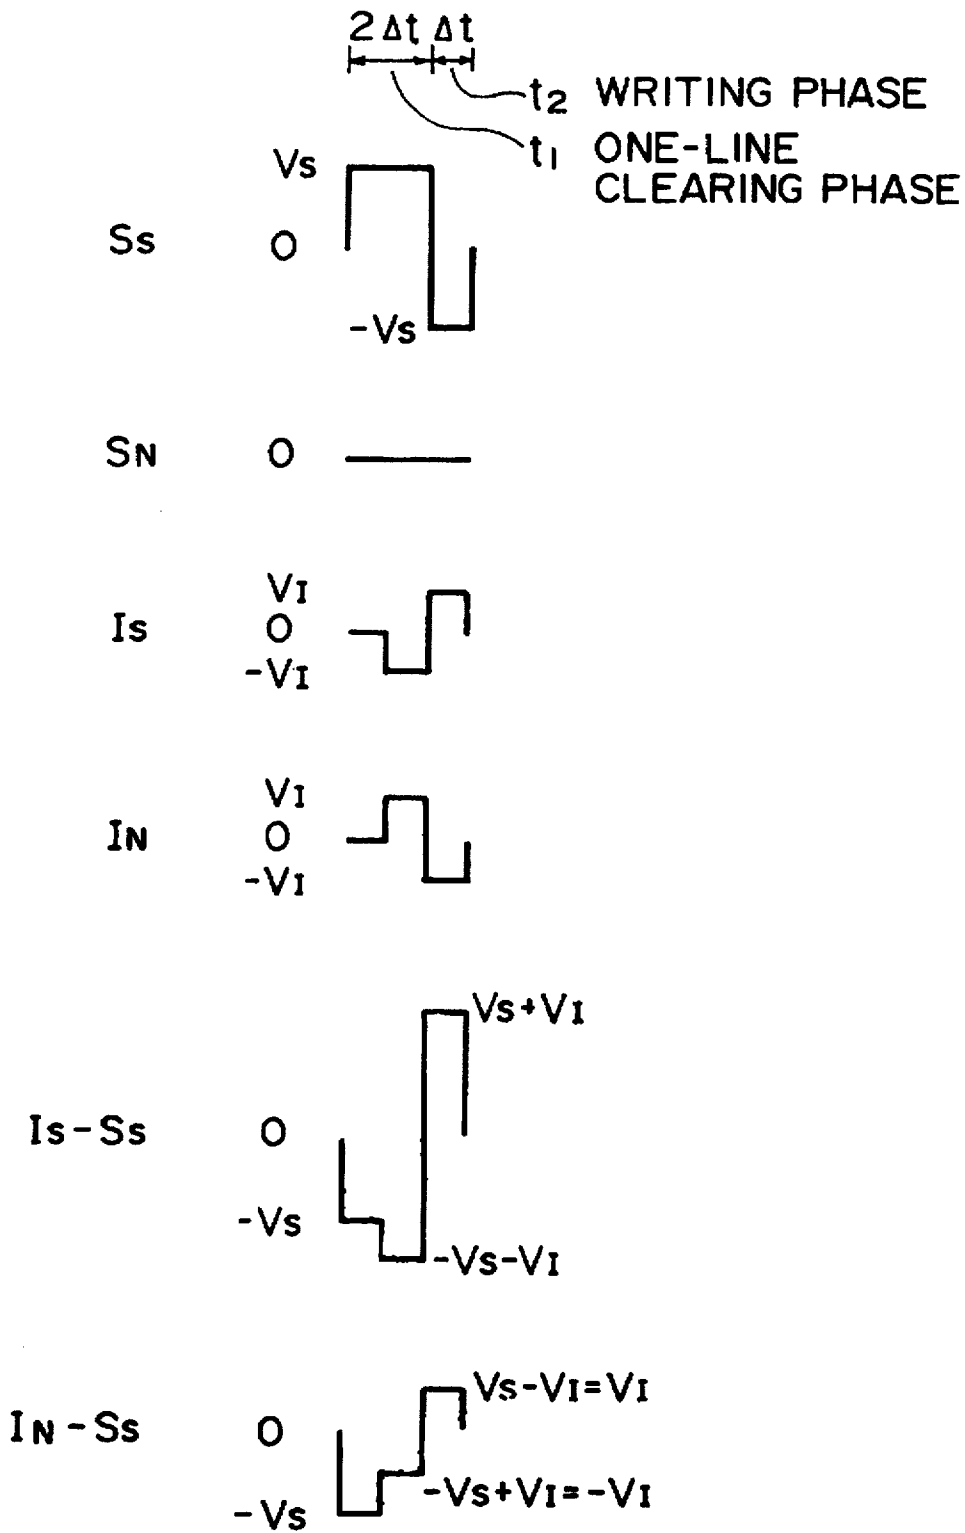 2Δt Δt
t2 WRITING PHASE
t1 ONE-LINE
CLEARING PHASE
Vs
Ss 0
-Vs
SN 0
VI
Is 0
-VI
VI
IN 0
-VI
Vs+VI
Is-Ss 0
-Vs
-Vs-VI
Vs-VI=VI
IN-Ss 0
-Vs+VI=-VI
-Vs